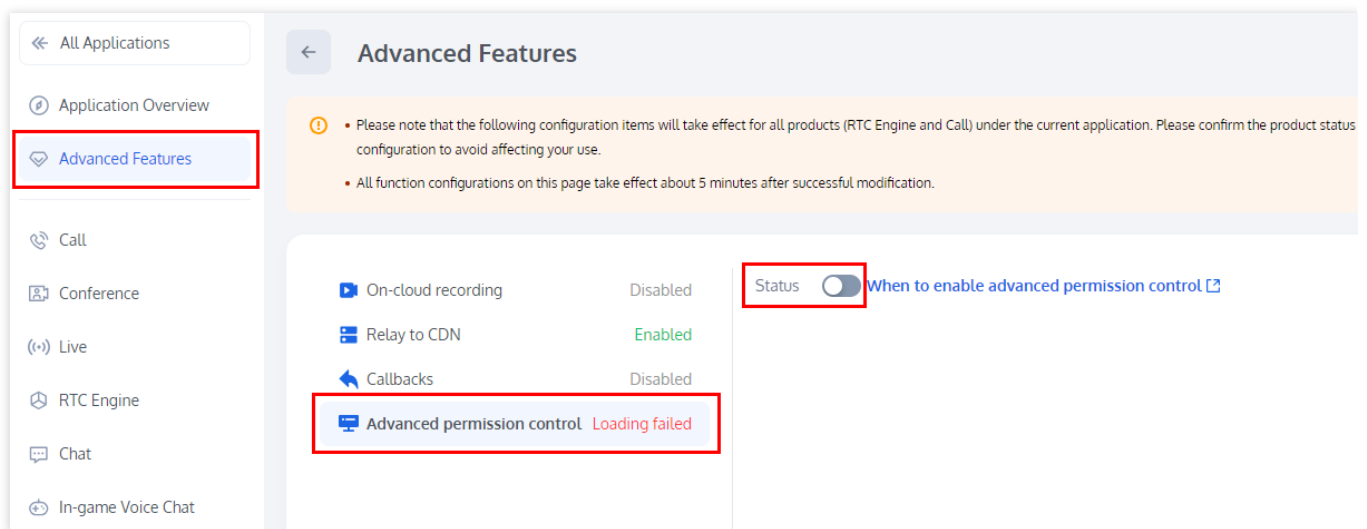 All Applications
Application Overview
Advanced Features
Call
Conference
Live
RTC Engine
Chat
In-game Voice Chat
Advanced Features
• Please note that the following configuration items will take effect for all products (RTC Engine and Call) under the current application. Please confirm the product status
configuration to avoid affecting your use.
• All function configurations on this page take effect about 5 minutes after successful modification.
On-cloud recording Disabled
Relay to CDN Enabled
Callbacks Disabled
Advanced permission control Loading failed
Status When to enable advanced permission control